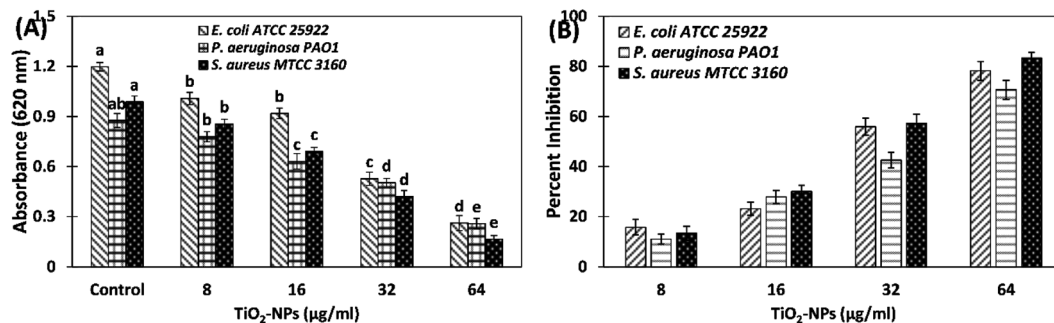 (A)
Absorbance (620 nm)
1.5
1.2
0.9
0.6
0.3
0
E. coli ATCC 25922
P. aeruginosa PAO1
S. aureus MTCC 3160
a
ab
a
b
b
b
b
c
c
c
d
d
d
e
e
Control
8
16
32
64
TiO₂-NPs (µg/ml)
(B)
Percent Inhibition
100
80
60
40
20
0
E. coli ATCC 25922
P. aeruginosa PAO1
S. aureus MTCC 3160
8
16
32
64
TiO₂-NPs (µg/ml)